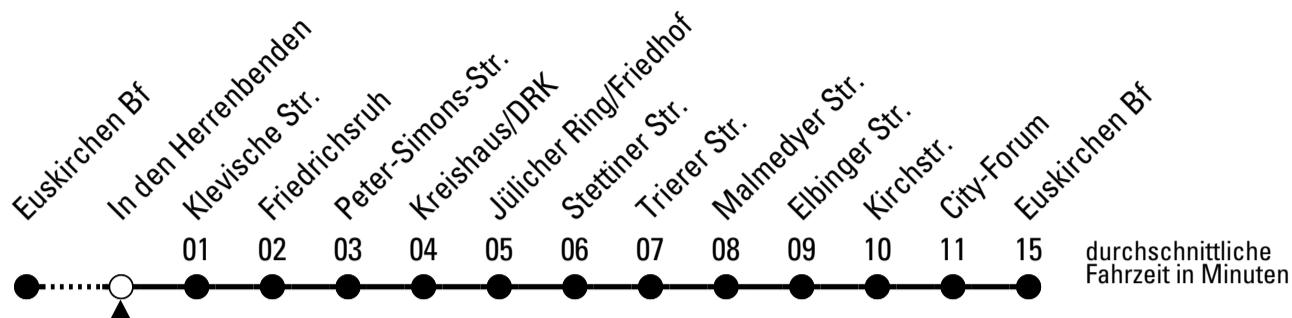 Euskirchen Bf
In den Herrenbenden
Klevische Str.
Friedrichsruh
Peter-Simons-Str.
Kreishaus/DRK
Jülicher Ring/Friedhof
Stettiner Str.
Trierer Str.
Malmedyer Str.
Elbinger Str.
Kirchstr.
City-Forum
Euskirchen Bf
01 02 03 04 05 06 07 08 09 10 11 15
durchschnittliche
Fahrzeit in Minuten